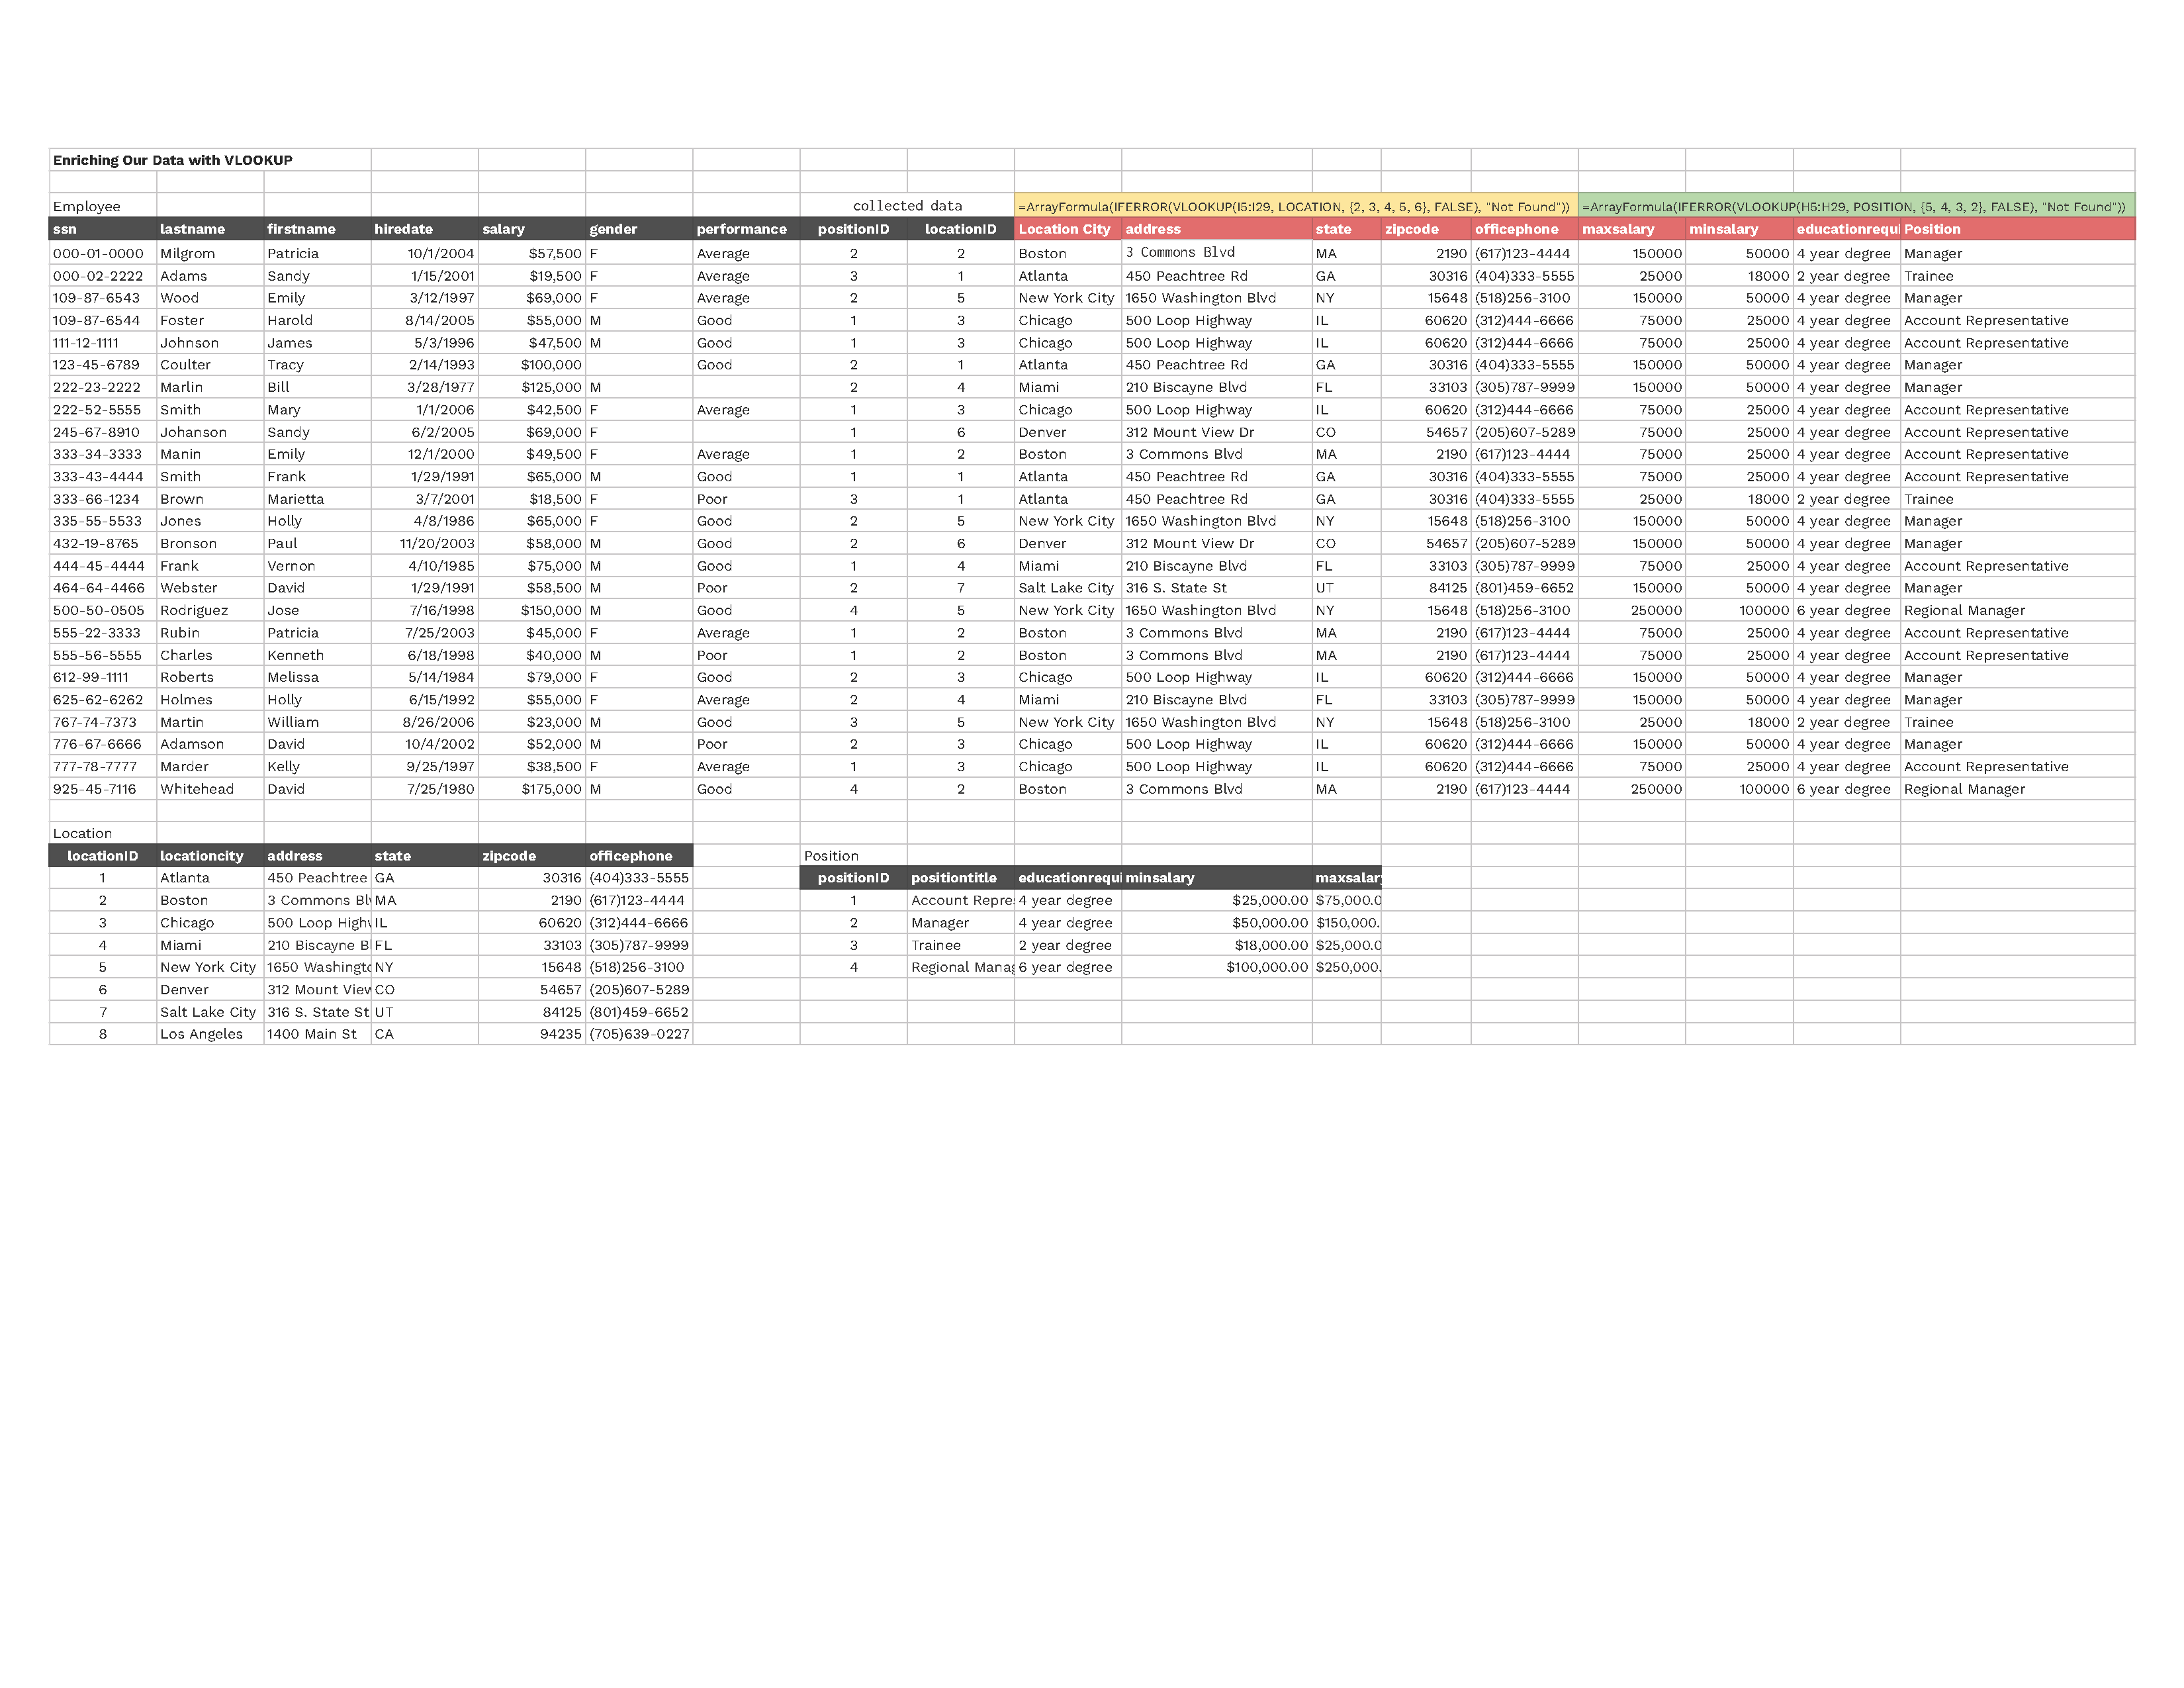 Enriching Our Data with VLOOKUP
Employee collected data =ArrayFormula(IFERROR(VLOOKUP(I5:I29, LOCATION, {2, 3, 4, 5, 6}, FALSE), "Not Found")) =ArrayFormula(IFERROR(VLOOKUP(H5:H29, POSITION, {5, 4, 3, 2}, FALSE), "Not Found"))
ssn lastname firstname hiredate salary gender performance positionID locationID Location City address state zipcode officephone maxsalary minsalary educationrequi Position
000-01-0000 Milgrom Patricia 10/1/2004 $57,500 F Average 2 2 Boston 3 Commons Blvd MA 2190 (617)123-4444 150000 50000 4 year degree Manager
000-02-2222 Adams Sandy 1/15/2001 $19,500 F Average 3 1 Atlanta 450 Peachtree Rd GA 30316 (404)333-5555 25000 18000 2 year degree Trainee
109-87-6543 Wood Emily 3/12/1997 $69,000 F Average 2 5 New York City 1650 Washington Blvd NY 15648 (518)256-3100 150000 50000 4 year degree Manager
109-87-6544 Foster Harold 8/14/2005 $55,000 M Good 1 3 Chicago 500 Loop Highway IL 60620 (312)444-6666 75000 25000 4 year degree Account Representative
111-12-1111 Johnson James 5/3/1996 $47,500 M Good 1 3 Chicago 500 Loop Highway IL 60620 (312)444-6666 75000 25000 4 year degree Account Representative
123-45-6789 Coulter Tracy 2/14/1993 $100,000 Good 2 1 Atlanta 450 Peachtree Rd GA 30316 (404)333-5555 150000 50000 4 year degree Manager
222-23-2222 Marlin Bill 3/28/1977 $125,000 M 2 4 Miami 210 Biscayne Blvd FL 33103 (305)787-9999 150000 50000 4 year degree Manager
222-52-5555 Smith Mary 1/1/2006 $42,500 F Average 1 3 Chicago 500 Loop Highway IL 60620 (312)444-6666 75000 25000 4 year degree Account Representative
245-67-8910 Johanson Sandy 6/2/2005 $69,000 F 1 6 Denver 312 Mount View Dr CO 54657 (205)607-5289 75000 25000 4 year degree Account Representative
333-34-3333 Manin Emily 12/1/2000 $49,500 F Average 1 2 Boston 3 Commons Blvd MA 2190 (617)123-4444 75000 25000 4 year degree Account Representative
333-43-4444 Smith Frank 1/29/1991 $65,000 M Good 1 1 Atlanta 450 Peachtree Rd GA 30316 (404)333-5555 75000 25000 4 year degree Account Representative
333-66-1234 Brown Marietta 3/7/2001 $18,500 F Poor 3 1 Atlanta 450 Peachtree Rd GA 30316 (404)333-5555 25000 18000 2 year degree Trainee
335-55-5533 Jones Holly 4/8/1986 $65,000 F Good 2 5 New York City 1650 Washington Blvd NY 15648 (518)256-3100 150000 50000 4 year degree Manager
432-19-8765 Bronson Paul 11/20/2003 $58,000 M Good 2 6 Denver 312 Mount View Dr CO 54657 (205)607-5289 150000 50000 4 year degree Manager
444-45-4444 Frank Vernon 4/10/1985 $75,000 M Good 1 4 Miami 210 Biscayne Blvd FL 33103 (305)787-9999 75000 25000 4 year degree Account Representative
464-64-4466 Webster David 1/29/1991 $58,500 M Poor 2 7 Salt Lake City 316 S. State St UT 84125 (801)459-6652 150000 50000 4 year degree Manager
500-50-0505 Rodriguez Jose 7/16/1998 $150,000 M Good 4 5 New York City 1650 Washington Blvd NY 15648 (518)256-3100 250000 100000 6 year degree Regional Manager
555-22-3333 Rubin Patricia 7/25/2003 $45,000 F Average 1 2 Boston 3 Commons Blvd MA 2190 (617)123-4444 75000 25000 4 year degree Account Representative
555-56-5555 Charles Kenneth 6/18/1998 $40,000 M Poor 1 2 Boston 3 Commons Blvd MA 2190 (617)123-4444 75000 25000 4 year degree Account Representative
612-99-1111 Roberts Melissa 5/14/1984 $79,000 F Good 2 3 Chicago 500 Loop Highway IL 60620 (312)444-6666 150000 50000 4 year degree Manager
625-62-6262 Holmes Holly 6/15/1992 $55,000 F Average 2 4 Miami 210 Biscayne Blvd FL 33103 (305)787-9999 150000 50000 4 year degree Manager
767-74-7373 Martin William 8/26/2006 $23,000 M Good 3 5 New York City 1650 Washington Blvd NY 15648 (518)256-3100 25000 18000 2 year degree Trainee
776-67-6666 Adamson David 10/4/2002 $52,000 M Poor 2 3 Chicago 500 Loop Highway IL 60620 (312)444-6666 150000 50000 4 year degree Manager
777-78-7777 Marder Kelly 9/25/1997 $38,500 F Average 1 3 Chicago 500 Loop Highway IL 60620 (312)444-6666 75000 25000 4 year degree Account Representative
925-45-7116 Whitehead David 7/25/1980 $175,000 M Good 4 2 Boston 3 Commons Blvd MA 2190 (617)123-4444 250000 100000 6 year degree Regional Manager
Location
locationID locationcity address state zipcode officephone Position
1 Atlanta 450 Peachtree GA 30316 (404)333-5555 positionID positiontitle educationrequi minsalary maxsalary
2 Boston 3 Commons Bl MA 2190 (617)123-4444 1 Account Repre 4 year degree $25,000.00 $75,000.0
3 Chicago 500 Loop High IL 60620 (312)444-6666 2 Manager 4 year degree $50,000.00 $150,000.
4 Miami 210 Biscayne B FL 33103 (305)787-9999 3 Trainee 2 year degree $18,000.00 $25,000.0
5 New York City 1650 Washingt NY 15648 (518)256-3100 4 Regional Mana 6 year degree $100,000.00 $250,000.
6 Denver 312 Mount View CO 54657 (205)607-5289
7 Salt Lake City 316 S. State St UT 84125 (801)459-6652
8 Los Angeles 1400 Main St CA 94235 (705)639-0227